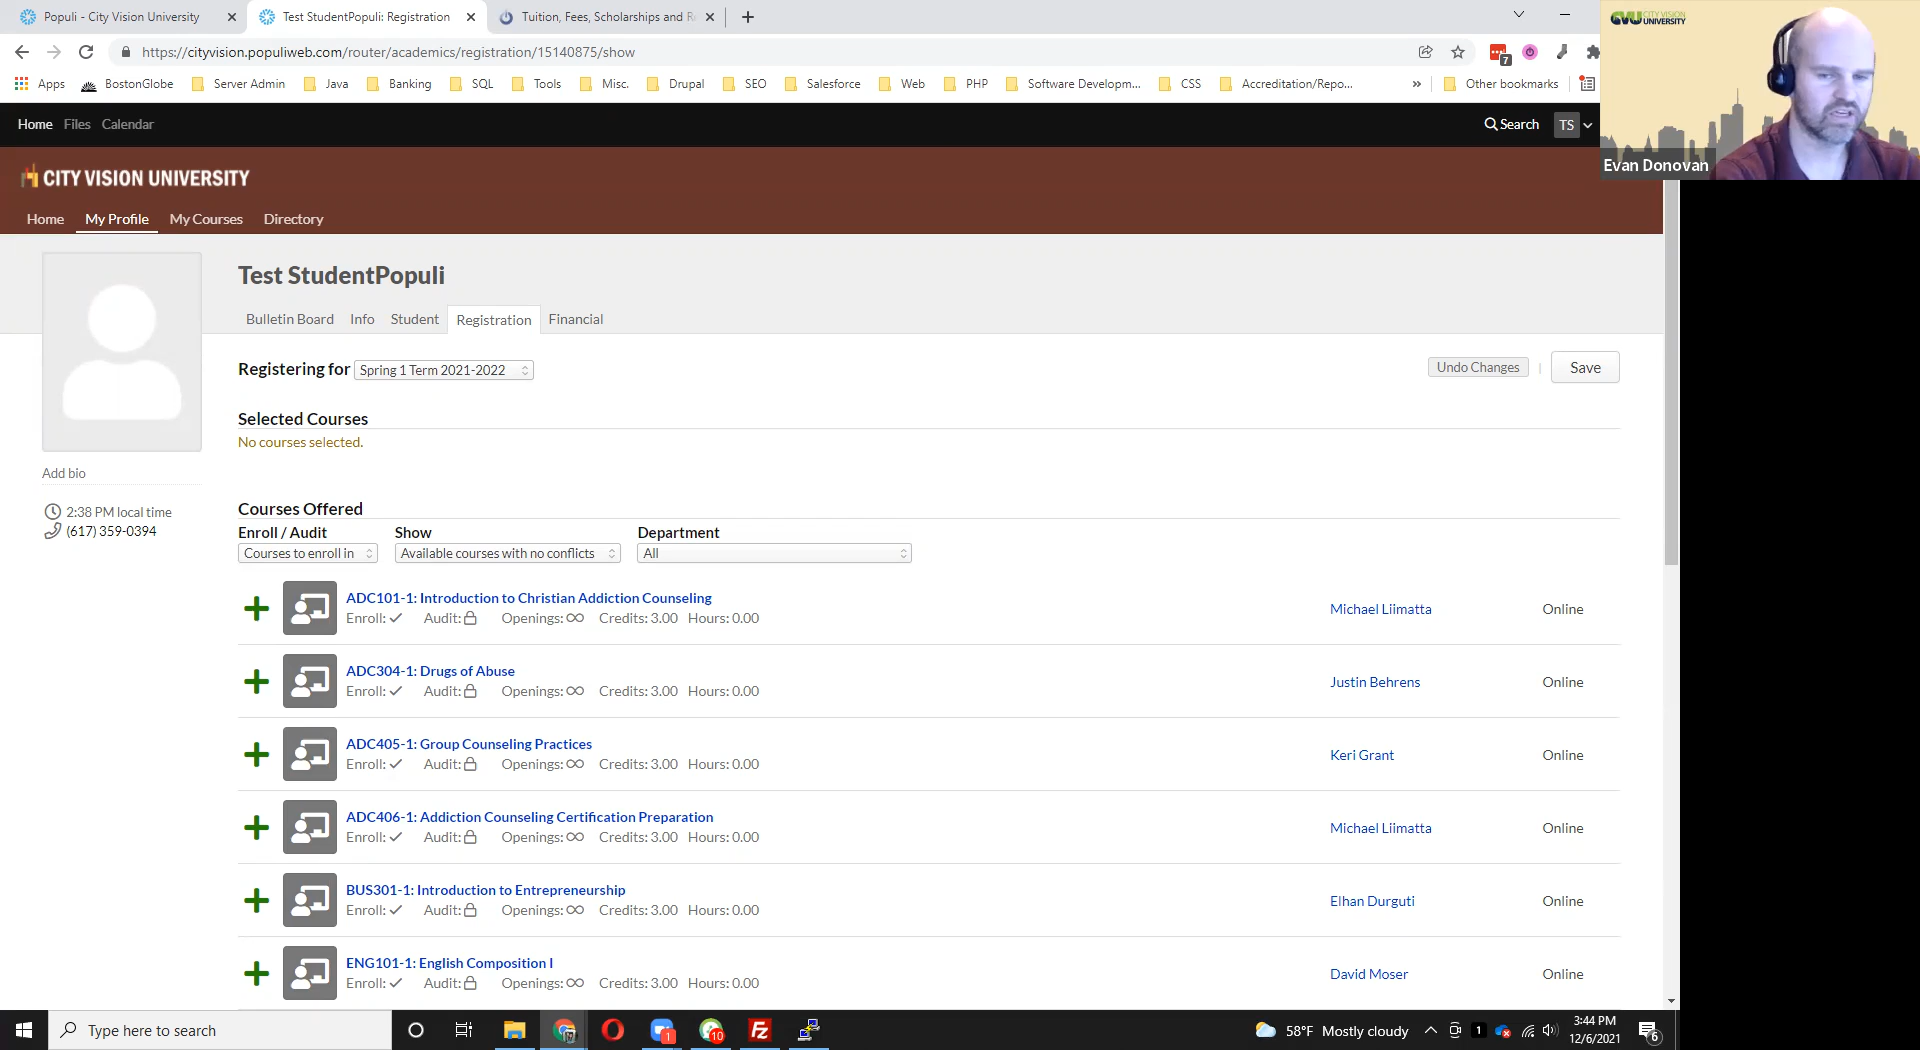 Populi - City Vision University
Test StudentPopuli: Registration
Tuition, Fees, Scholarships and R
https://cityvision.populiweb.com/router/academics/registration/15140875/show
7
Apps
BostonGlobe
Server Admin
Java
Banking
SQL
Tools
Misc.
Drupal
SEO
Salesforce
Web
PHP
Software Developm...
CSS
Accreditation/Repo...
»
Other bookmarks
CVU CITY VISION
UNIVERSITY
Evan Donovan
Home Files Calendar
Search
TS
CITY VISION UNIVERSITY
Home My Profile My Courses Directory
Test StudentPopuli
Bulletin Board Info Student Registration Financial
Add bio
2:38 PM local time
(617) 359-0394
Registering for Spring 1 Term 2021-2022
Undo Changes | Save
Selected Courses
No courses selected.
Courses Offered
Enroll / Audit Show Department
Courses to enroll in Available courses with no conflicts All
ADC101-1: Introduction to Christian Addiction Counseling
Enroll: Audit: Openings: ∞ Credits: 3.00 Hours: 0.00
Michael Liimatta
Online
ADC304-1: Drugs of Abuse
Enroll: Audit: Openings: ∞ Credits: 3.00 Hours: 0.00
Justin Behrens
Online
ADC405-1: Group Counseling Practices
Enroll: Audit: Openings: ∞ Credits: 3.00 Hours: 0.00
Keri Grant
Online
ADC406-1: Addiction Counseling Certification Preparation
Enroll: Audit: Openings: ∞ Credits: 3.00 Hours: 0.00
Michael Liimatta
Online
BUS301-1: Introduction to Entrepreneurship
Enroll: Audit: Openings: ∞ Credits: 3.00 Hours: 0.00
Elhan Durguti
Online
ENG101-1: English Composition I
Enroll: Audit: Openings: ∞ Credits: 3.00 Hours: 0.00
David Moser
Online
Type here to search
1
10
Fz
58°F Mostly cloudy
1
3:44 PM
12/6/2021
6